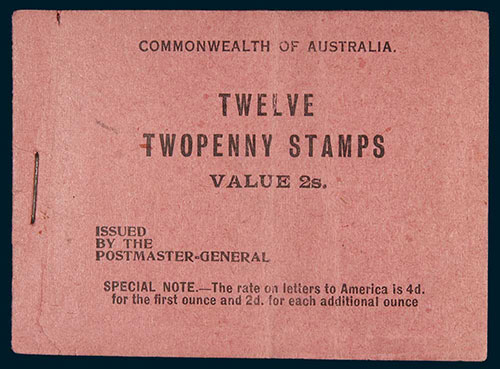 COMMONWEALTH OF AUSTRALIA.
TWELVE
TWOPENNY STAMPS
VALUE 2s.
ISSUED
BY THE
POSTMASTER-GENERAL
SPECIAL NOTE.—The rate on letters to America is 4d.
for the first ounce and 2d. for each additional ounce